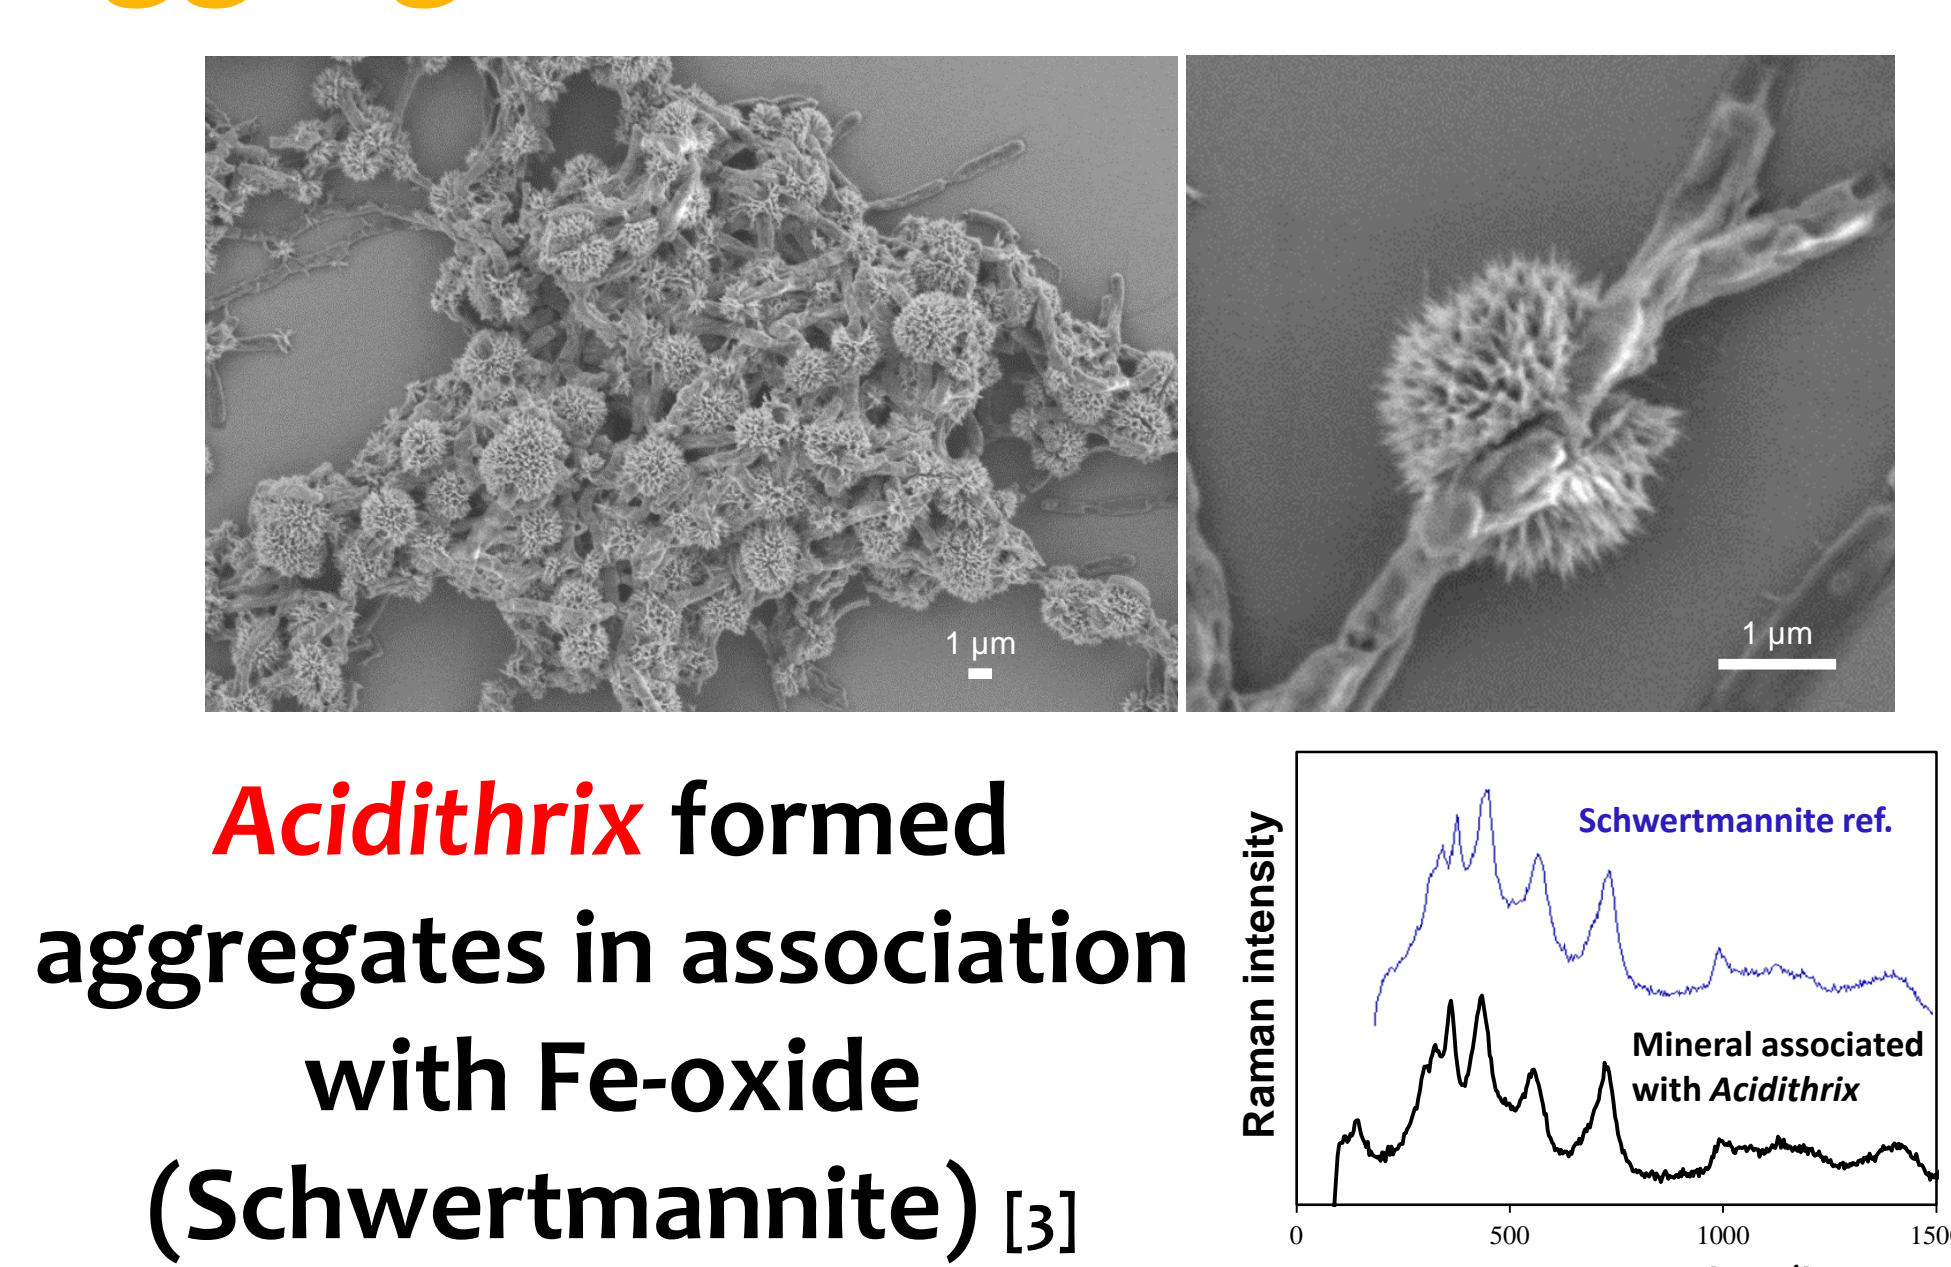 1 µm
1 µm
Acidithrix formed
aggregates in association
with Fe-oxide
(Schwertmannite) [3]
Raman intensity
Schwertmannite ref.
Mineral associated
with Acidithrix
0 500 1000